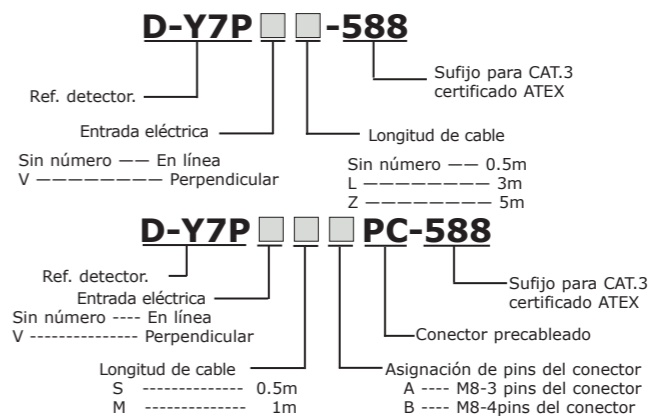 D-Y7P -588
Sufijo para CAT.3
certificado ATEX
Ref. detector.
Entrada eléctrica
Longitud de cable
Sin número —— En línea
V ———————— Perpendicular
Sin número —— 0.5m
L ———————— 3m
Z ———————— 5m
D-Y7P PC-588
Ref. detector.
Sufijo para CAT.3
certificado ATEX
Entrada eléctrica
Sin número ---- En línea
V --------------- Perpendicular
Conector precableado
Longitud de cable
S -------------- 0.5m
M -------------- 1m
Asignación de pins del conector
A ---- M8-3 pins del conector
B ---- M8-4pins del conector